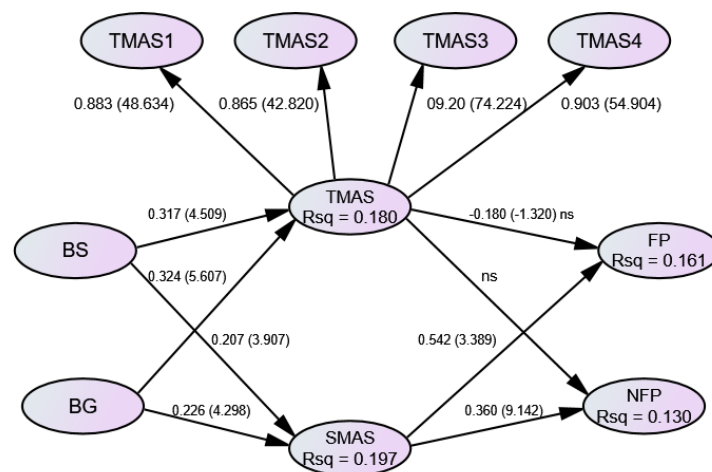 TMAS1
TMAS2
TMAS3
TMAS4
0.883 (48.634)
0.865 (42.820)
09.20 (74.224)
0.903 (54.904)
TMAS
Rsq = 0.180
0.317 (4.509)
-0.180 (-1.320) ns
BS
FP
Rsq = 0.161
0.324 (5.607)
ns
0.207 (3.907)
0.542 (3.389)
BG
0.226 (4.298)
0.360 (9.142)
NFP
Rsq = 0.130
SMAS
Rsq = 0.197